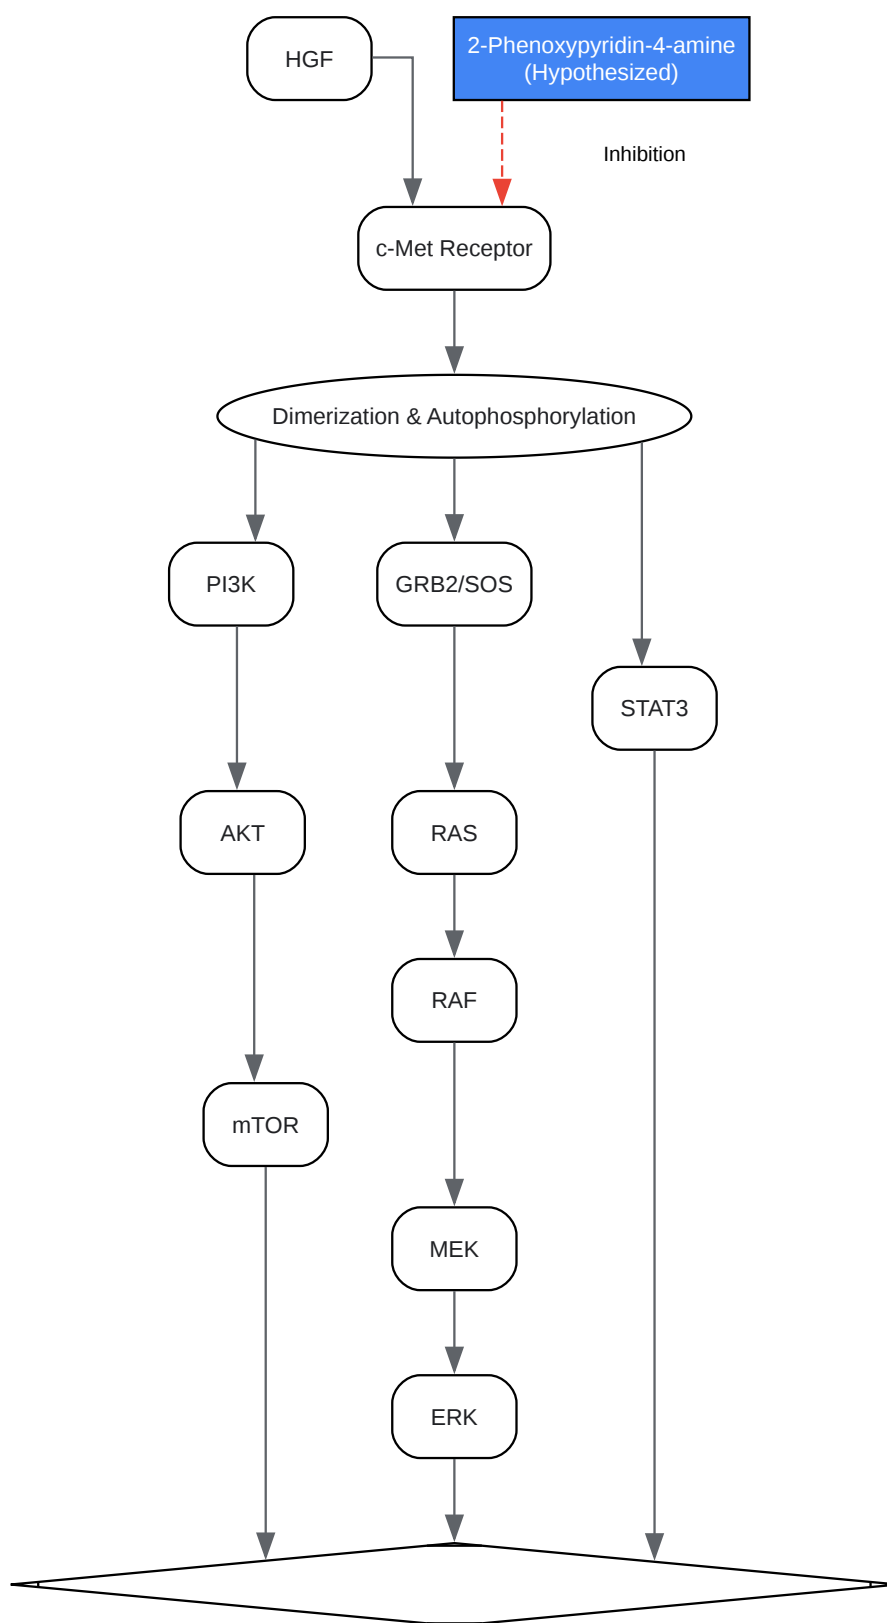 HGF
2-Phenoxypyridin-4-amine
(Hypothesized)
Inhibition
c-Met Receptor
Dimerization & Autophosphorylation
PI3K
GRB2/SOS
STAT3
AKT
RAS
RAF
mTOR
MEK
ERK